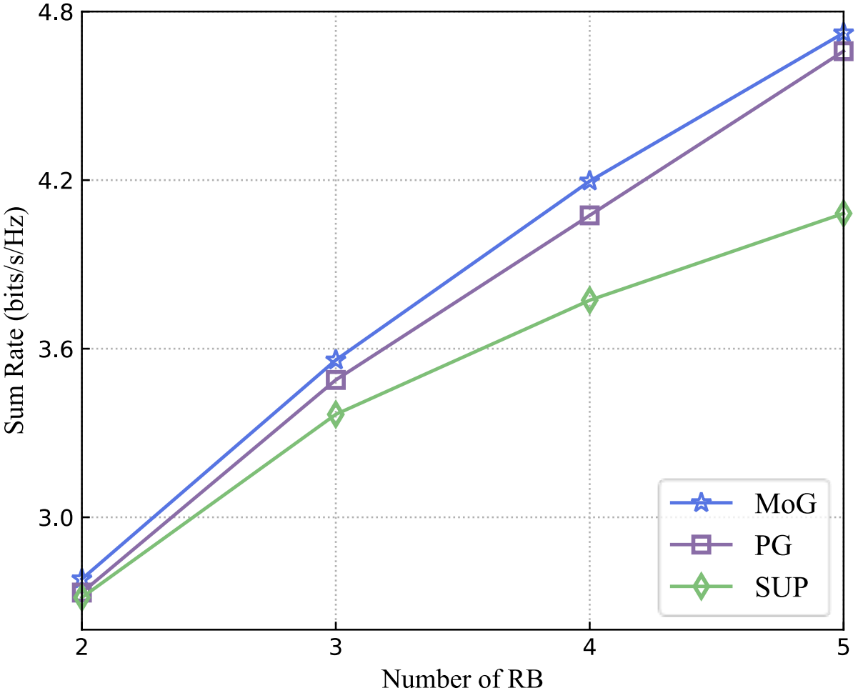 4.8
4.2
3.6
3.0
Sum Rate (bits/s/Hz)
MoG
PG
SUP
2 3 4 5
Number of RB